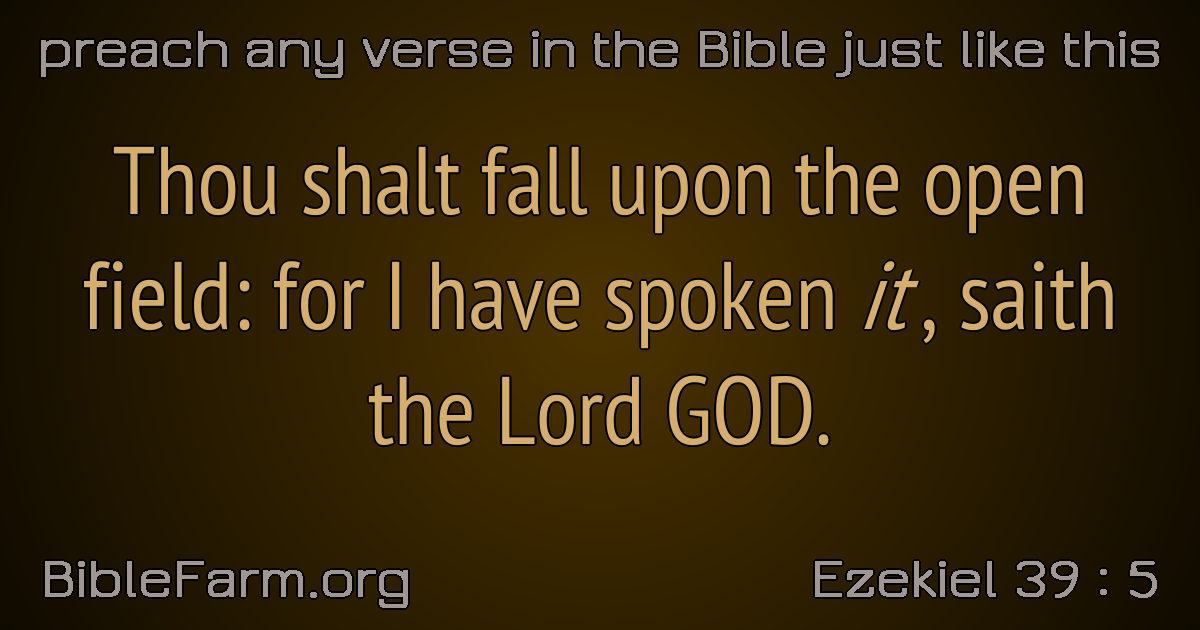 preach any verse in the Bible just like this
Thou shalt fall upon the open
field: for I have spoken it, saith
the Lord GOD.
BibleFarm.org
Ezekiel 39 : 5